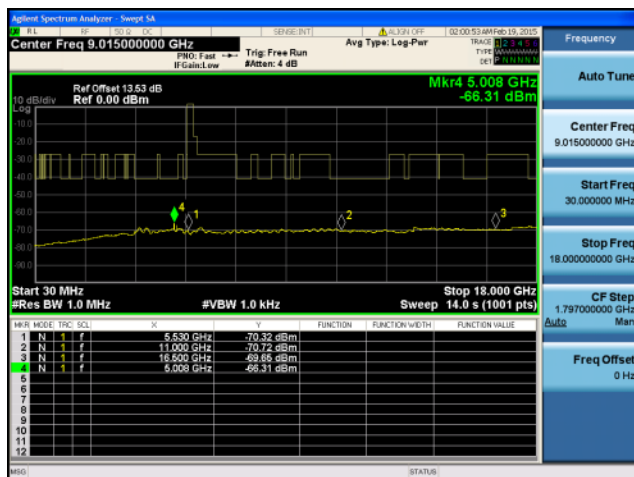 Agilent Spectrum Analyzer - Swept SA
RL RF 50 Ω DC SENSE:INT ALIGN OFF 02:00:53 AM Feb 19, 2015
Center Freq 9.015000000 GHz
PNO: Fast
IFGain:Low
Trig: Free Run
#Atten: 4 dB
Avg Type: Log-Pwr
TRACE 1 2 3 4 5 6
TYPE
DET P N N N N N
Ref Offset 13.53 dB
10 dB/div Ref 0.00 dBm
Log
Mkr4 5.008 GHz
-66.31 dBm
-10.0
-20.0
-30.0
-40.0
-50.0
-60.0
-70.0
-80.0
-90.0
4
1
2
3
Start 30 MHz Stop 18.000 GHz
#Res BW 1.0 MHz #VBW 1.0 kHz Sweep 14.0 s (1001 pts)
MKR MODE TRC SCL X Y FUNCTION FUNCTION WIDTH FUNCTION VALUE
1 N 1 f 5.530 GHz -70.32 dBm
2 N 1 f 11.000 GHz -70.72 dBm
3 N 1 f 16.500 GHz -69.65 dBm
4 N 1 f 5.008 GHz -66.31 dBm
5
6
7
8
9
10
11
12
MSG STATUS
Frequency
Auto Tune
Center Freq
9.015000000 GHz
Start Freq
30.000000 MHz
Stop Freq
18.000000000 GHz
CF Step
1.797000000 GHz
Auto Man
Freq Offset
0 Hz